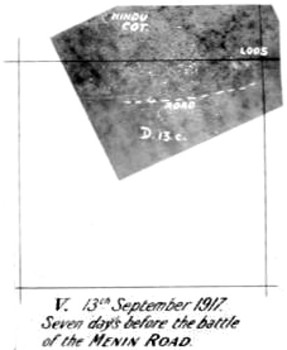 HINDU
COT.
LOOS
ROAD
D.13.c.
V. 13th September 1917.
Seven days before the battle
of the MENIN ROAD.